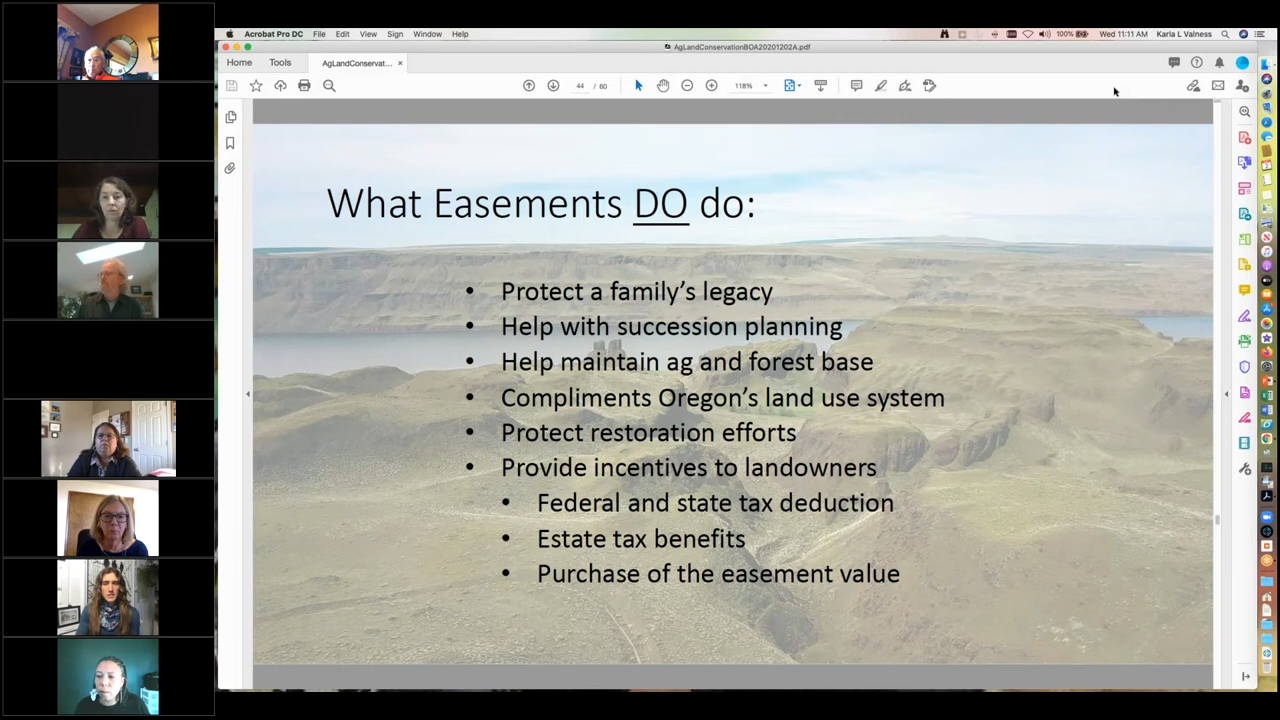 Acrobat Pro DC File Edit View Sign Window Help 100% Wed 11:11 AM Karla L Valness
AgLandConservationBOA20201202A.pdf
Home Tools AgLandConservat... ×
44 / 60 118%
What Easements DO do:
• Protect a family's legacy
• Help with succession planning
• Help maintain ag and forest base
• Compliments Oregon's land use system
• Protect restoration efforts
• Provide incentives to landowners
• Federal and state tax deduction
• Estate tax benefits
• Purchase of the easement value